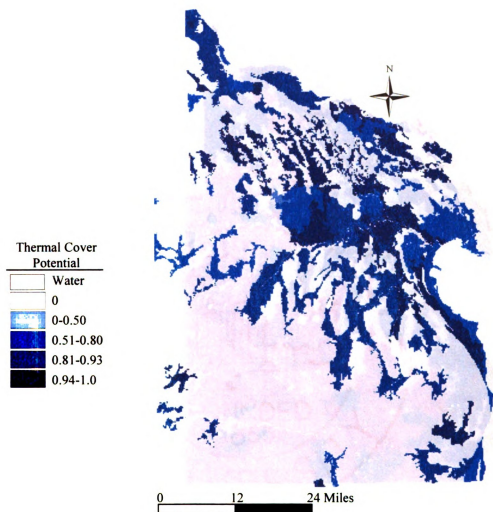 N
Thermal Cover
Potential
Water
0
0-0.50
0.51-0.80
0.81-0.93
0.94-1.0
0 12 24 Miles